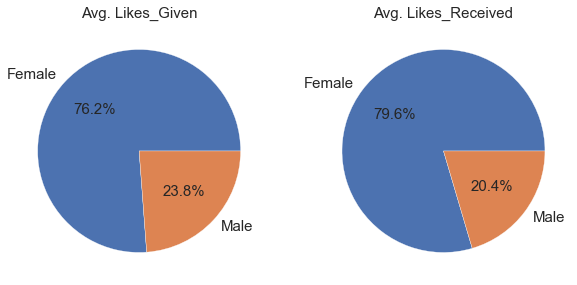 Avg. Likes_Given
Female
76.2%
23.8%
Male
Avg. Likes_Received
Female
79.6%
20.4%
Male